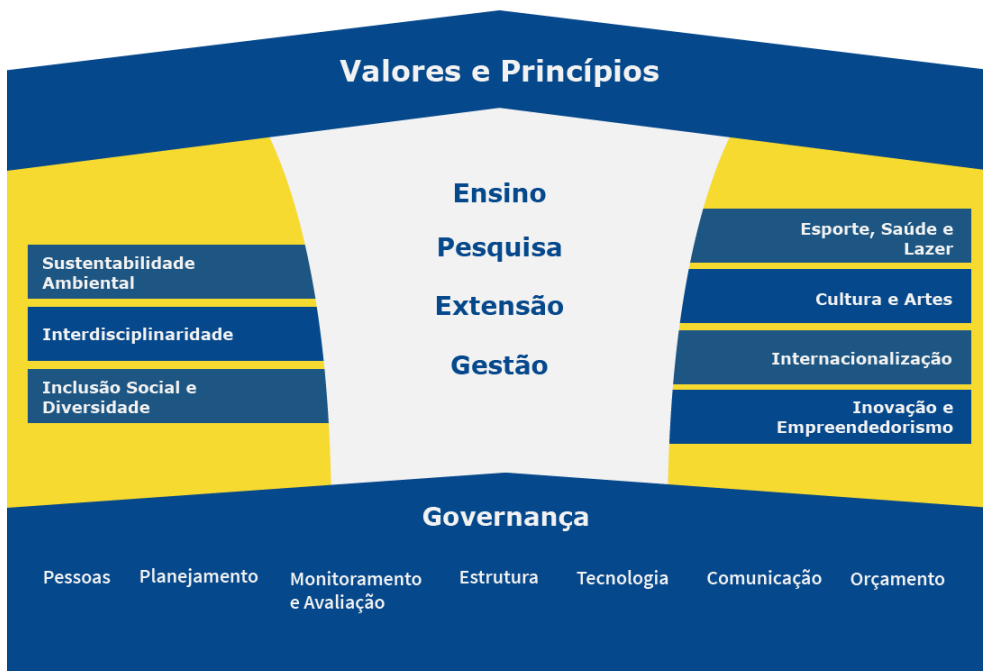 Valores e Princípios
Ensino
Pesquisa
Extensão
Gestão
Sustentabilidade
Ambiental
Interdisciplinaridade
Inclusão Social e
Diversidade
Esporte, Saúde e
Lazer
Cultura e Artes
Internacionalização
Inovação e
Empreendedorismo
Governança
Pessoas
Planejamento
Monitoramento
e Avaliação
Estrutura
Tecnologia
Comunicação
Orçamento